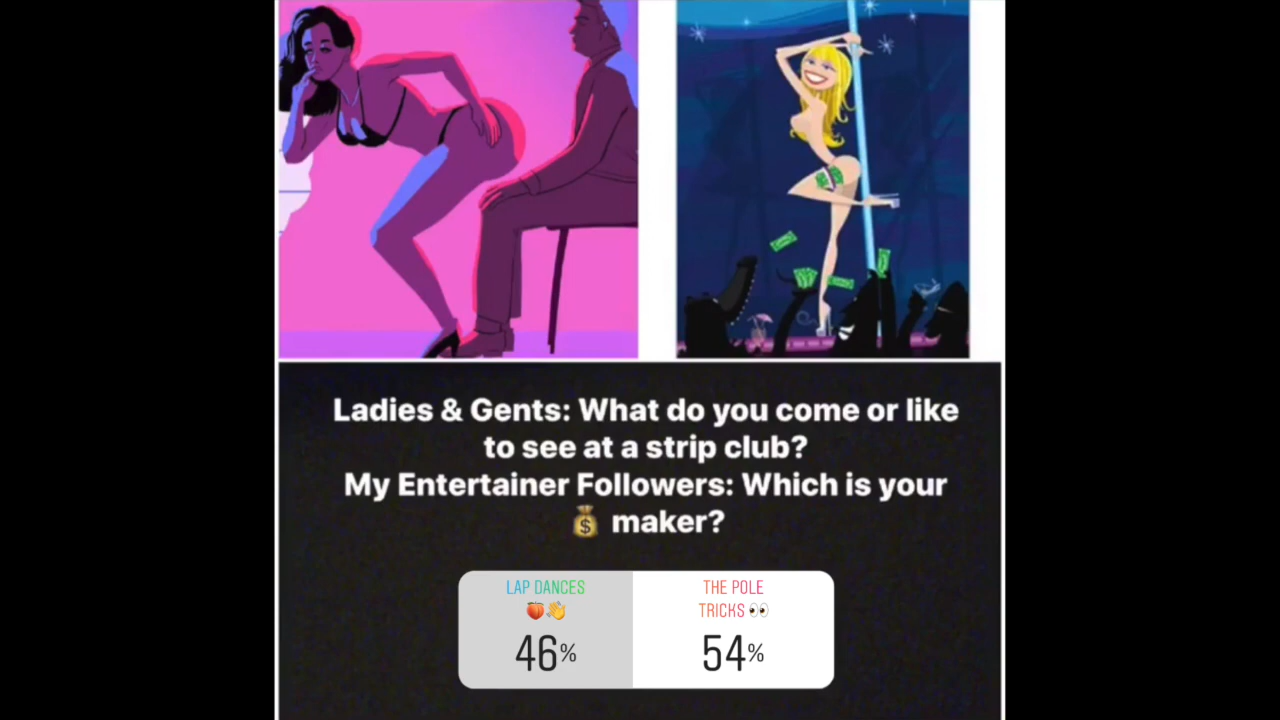 Ladies & Gents: What do you come or like
to see at a strip club?
My Entertainer Followers: Which is your
💰 maker?
LAP DANCES
🍑👏
46%
THE POLE
TRICKS 👀
54%